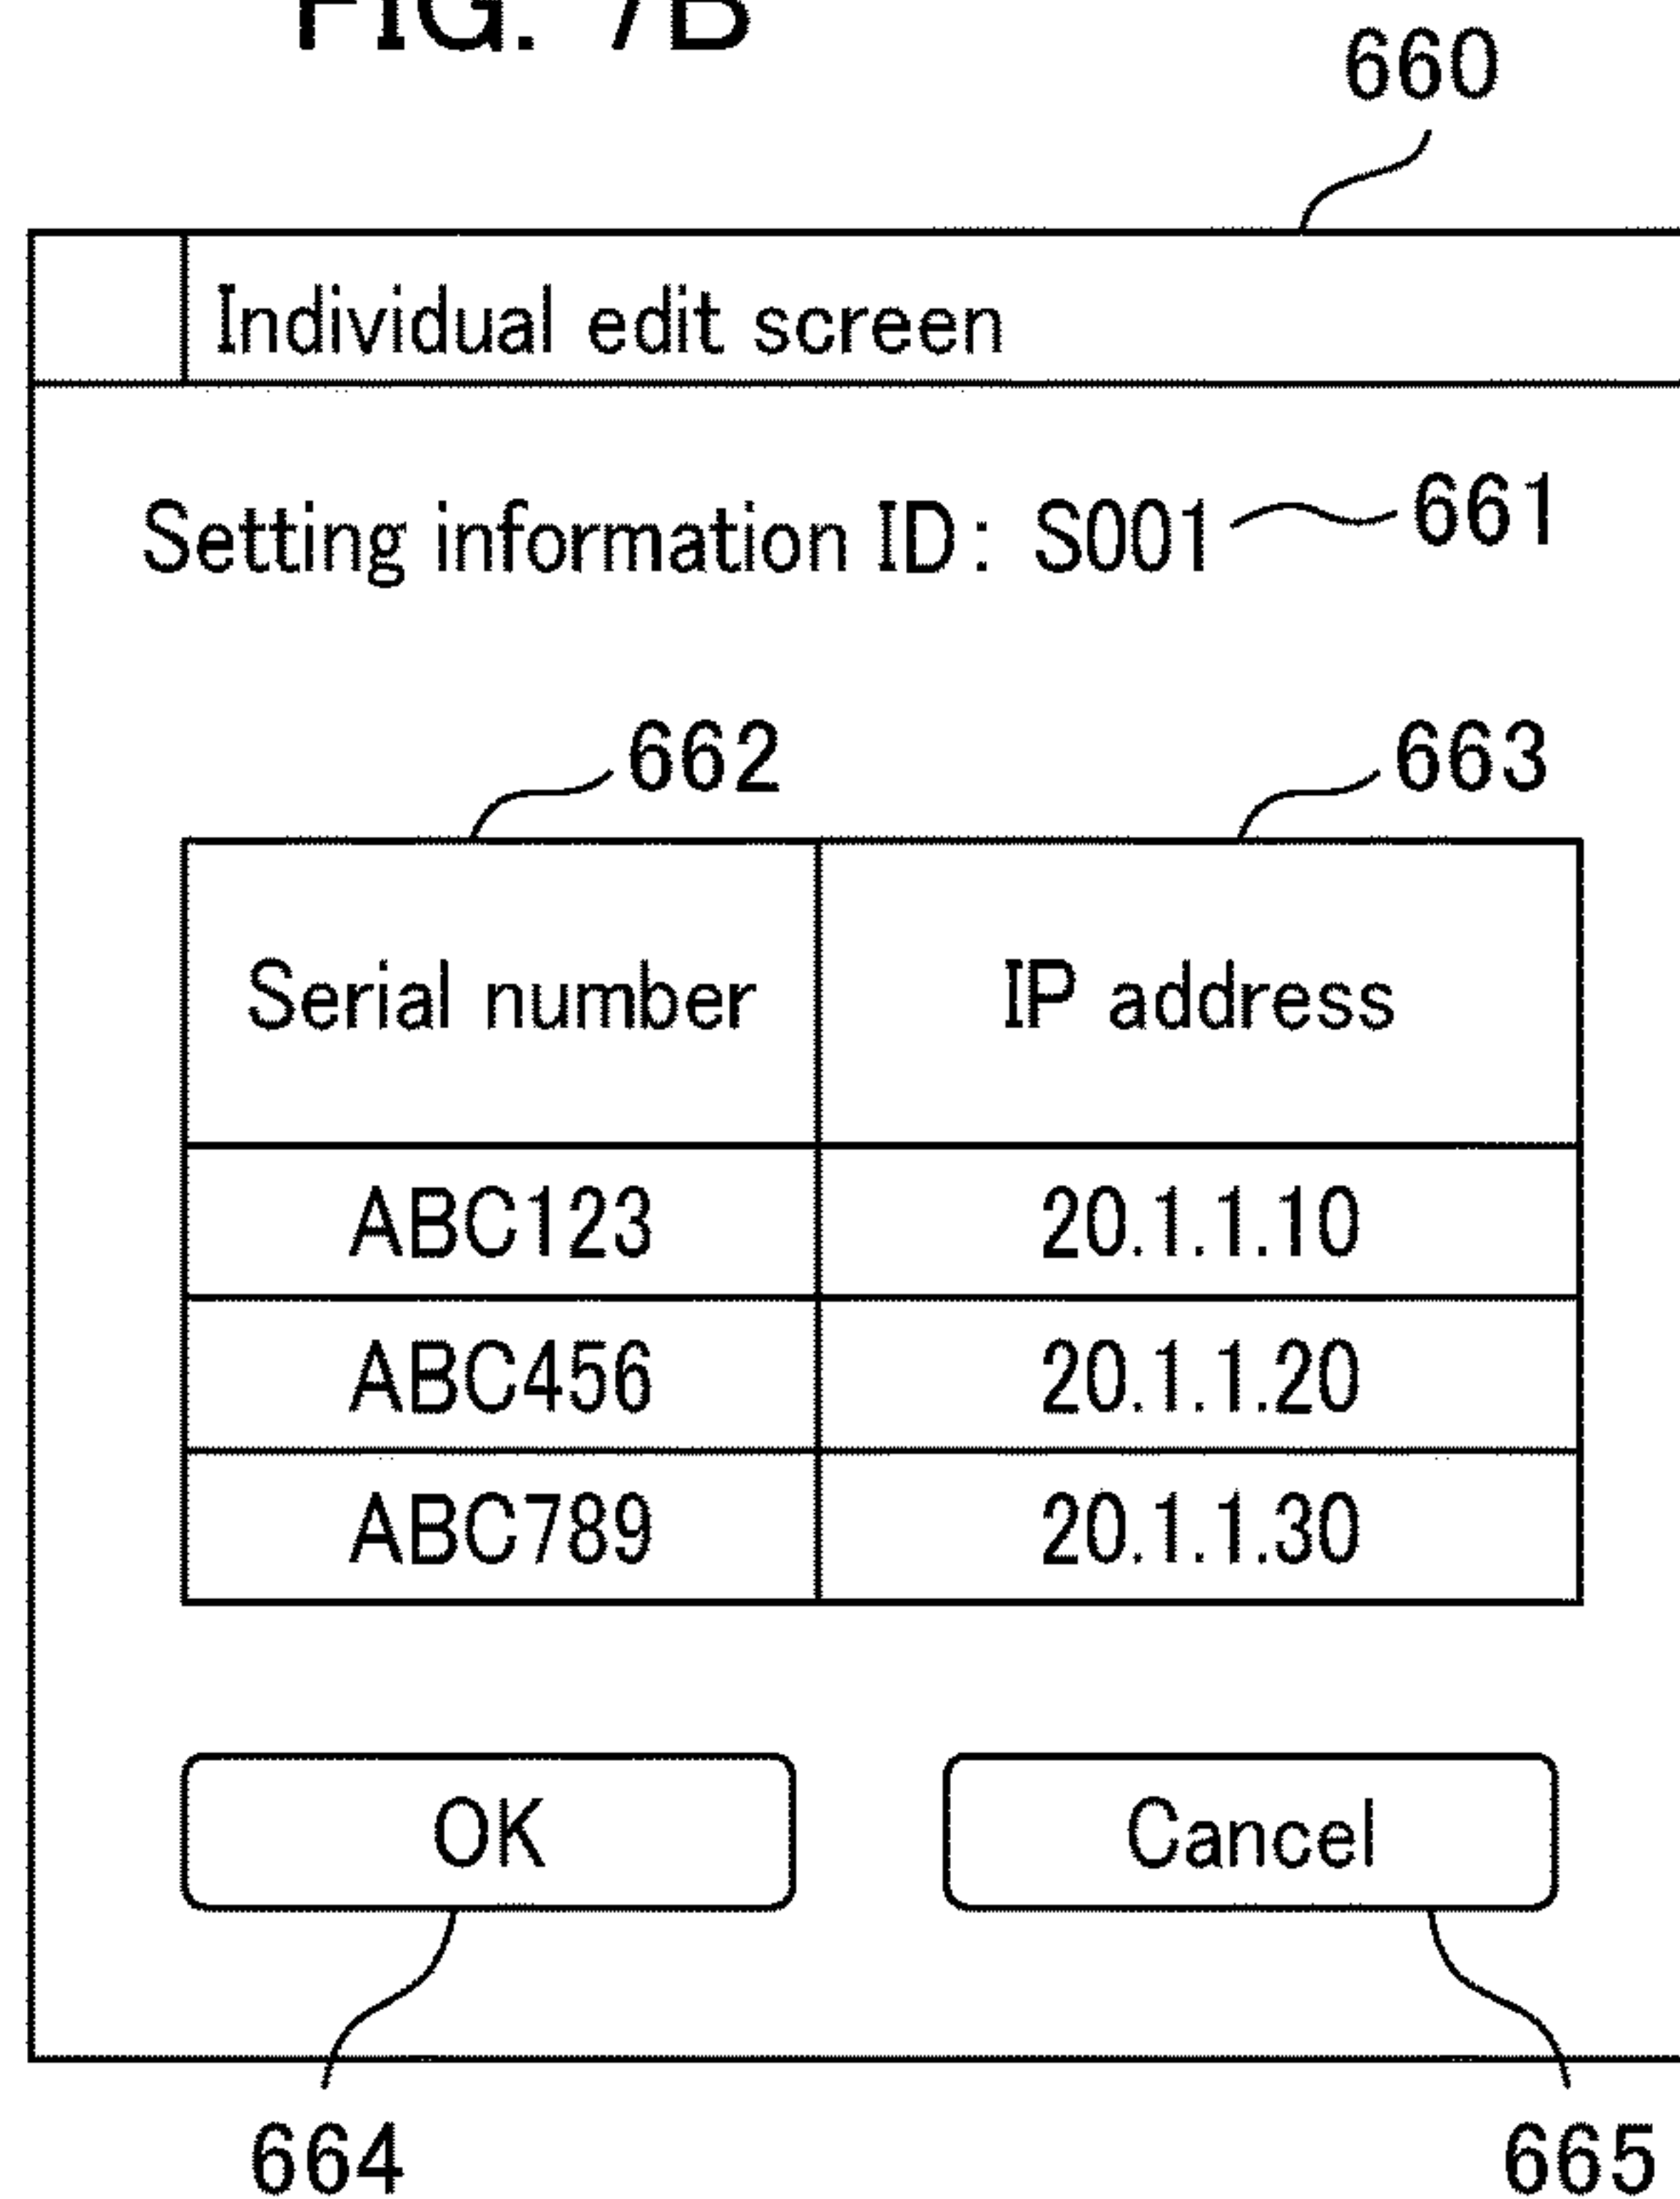 FIG. 7B
660
Individual edit screen
Setting information ID: S001 661
662 663
Serial number IP address
ABC123 20.1.1.10
ABC456 20.1.1.20
ABC789 20.1.1.30
OK Cancel
664 665